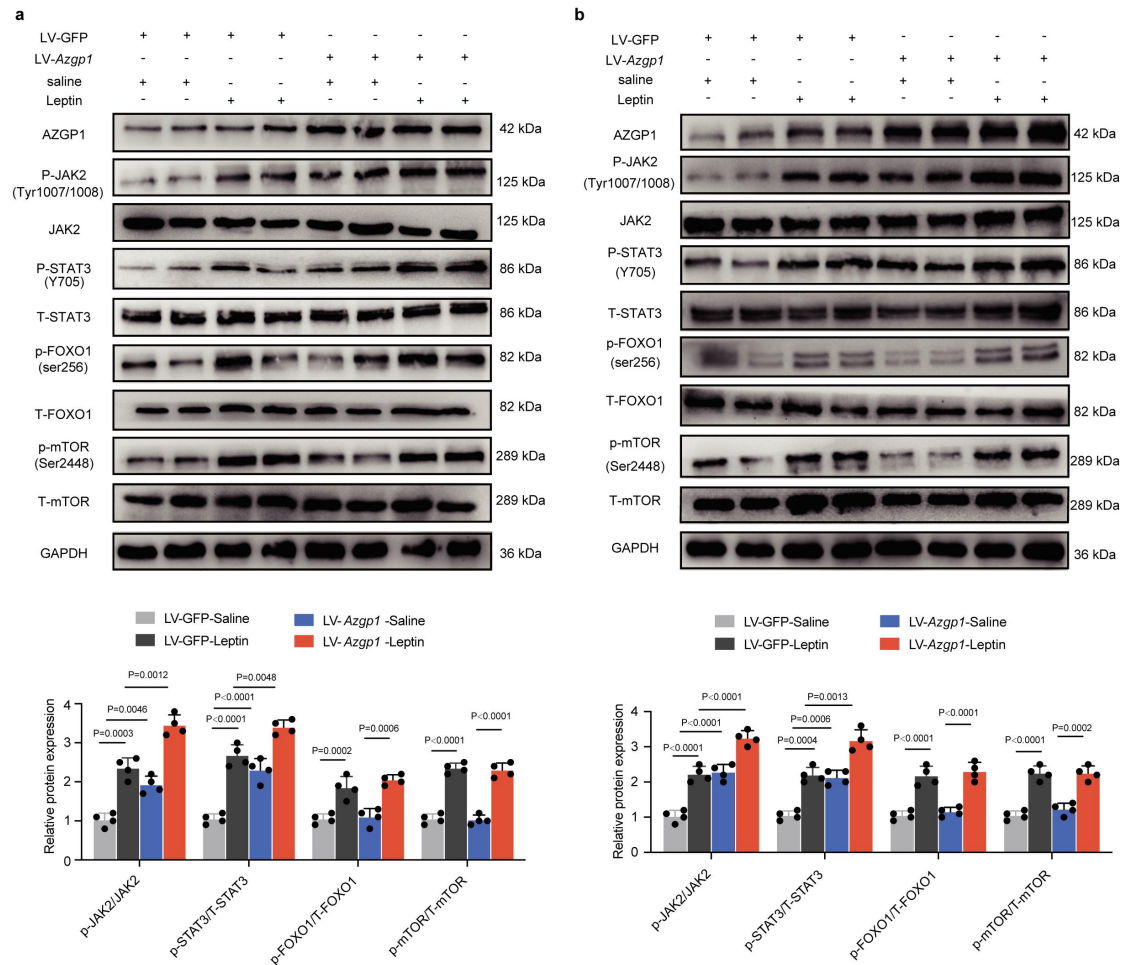 a
LV-GFP + + + + - - - -
LV-Azgp1 - - - - + + + +
saline + + - - + + - -
Leptin - - + + - - + +
AZGP1 42 kDa
P-JAK2
(Tyr1007/1008) 125 kDa
JAK2 125 kDa
P-STAT3
(Y705) 86 kDa
T-STAT3 86 kDa
p-FOXO1
(ser256) 82 kDa
T-FOXO1 82 kDa
p-mTOR
(Ser2448) 289 kDa
T-mTOR 289 kDa
GAPDH 36 kDa
LV-GFP-Saline LV-Azgp1 -Saline
LV-GFP-Leptin LV- Azgp1 -Leptin
Relative protein expression
4
3
2
1
0
P=0.0012
P=0.0046
P=0.0003
P=0.0048
P<0.0001
P<0.0001
P=0.0002
P=0.0006
P<0.0001
P<0.0001
p-JAK2/JAK2
p-STAT3/T-STAT3
p-FOXO1/T-FOXO1
p-mTOR/T-mTOR
b
LV-GFP + + + + - - - -
LV-Azgp1 - - - - + + + +
saline + + - - + + - -
Leptin - - + + - - + +
AZGP1 42 kDa
P-JAK2
(Tyr1007/1008) 125 kDa
JAK2 125 kDa
P-STAT3
(Y705) 86 kDa
T-STAT3 86 kDa
p-FOXO1
(ser256) 82 kDa
T-FOXO1 82 kDa
p-mTOR
(Ser2448) 289 kDa
T-mTOR 289 kDa
GAPDH 36 kDa
LV-GFP-Saline LV-Azgp1-Saline
LV-GFP-Leptin LV-Azgp1-Leptin
Relative protein expression
4
3
2
1
0
P<0.0001
P<0.0001
P<0.0001
P=0.0013
P=0.0006
P=0.0004
P<0.0001
P<0.0001
P<0.0001
P=0.0002
p-JAK2/JAK2
p-STAT3/T-STAT3
p-FOXO1/T-FOXO1
p-mTOR/T-mTOR